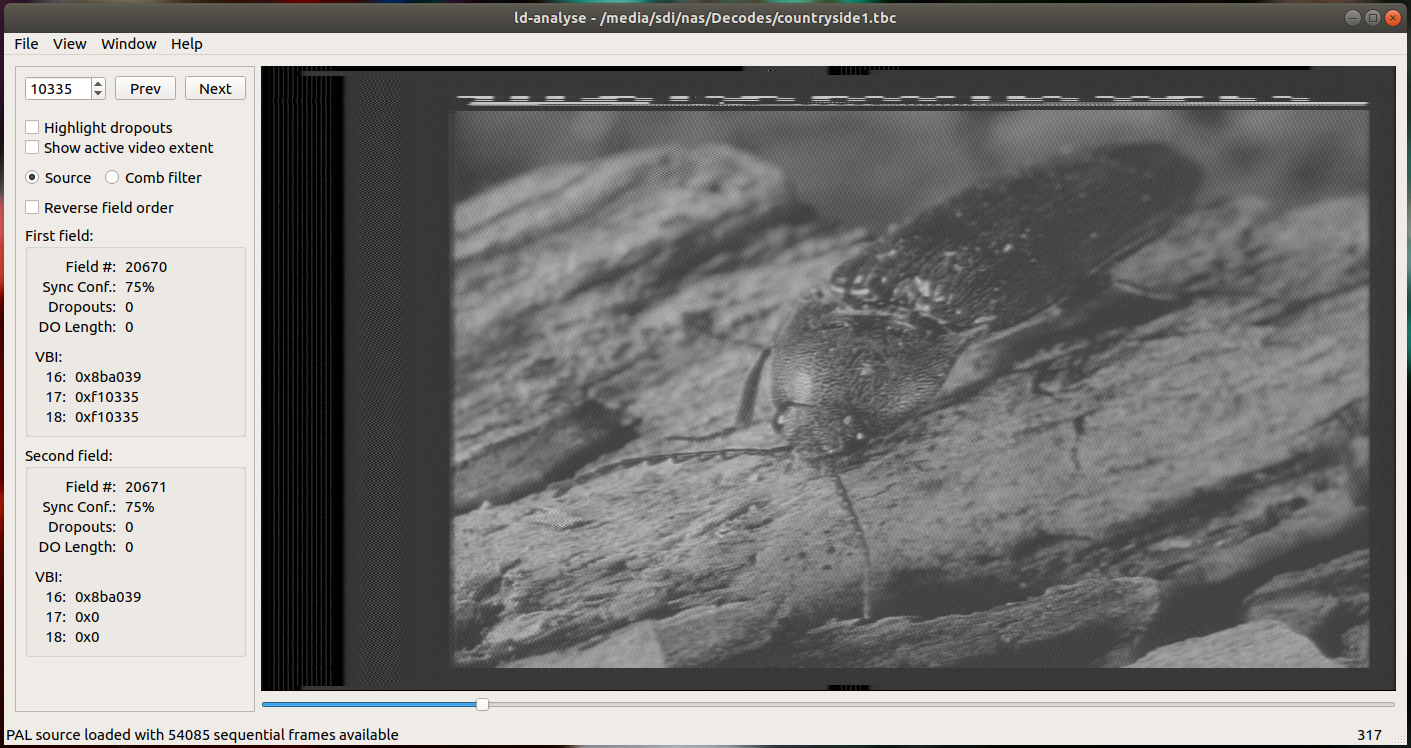 ld-analyse - /media/sdi/nas/Decodes/countryside1.tbc
File View Window Help
10335 Prev Next
Highlight dropouts
Show active video extent
Source Comb filter
Reverse field order
First field:
Field #: 20670
Sync Conf.: 75%
Dropouts: 0
DO Length: 0
VBI:
16: 0x8ba039
17: 0xf10335
18: 0xf10335
Second field:
Field #: 20671
Sync Conf.: 75%
Dropouts: 0
DO Length: 0
VBI:
16: 0x8ba039
17: 0x0
18: 0x0
PAL source loaded with 54085 sequential frames available 317